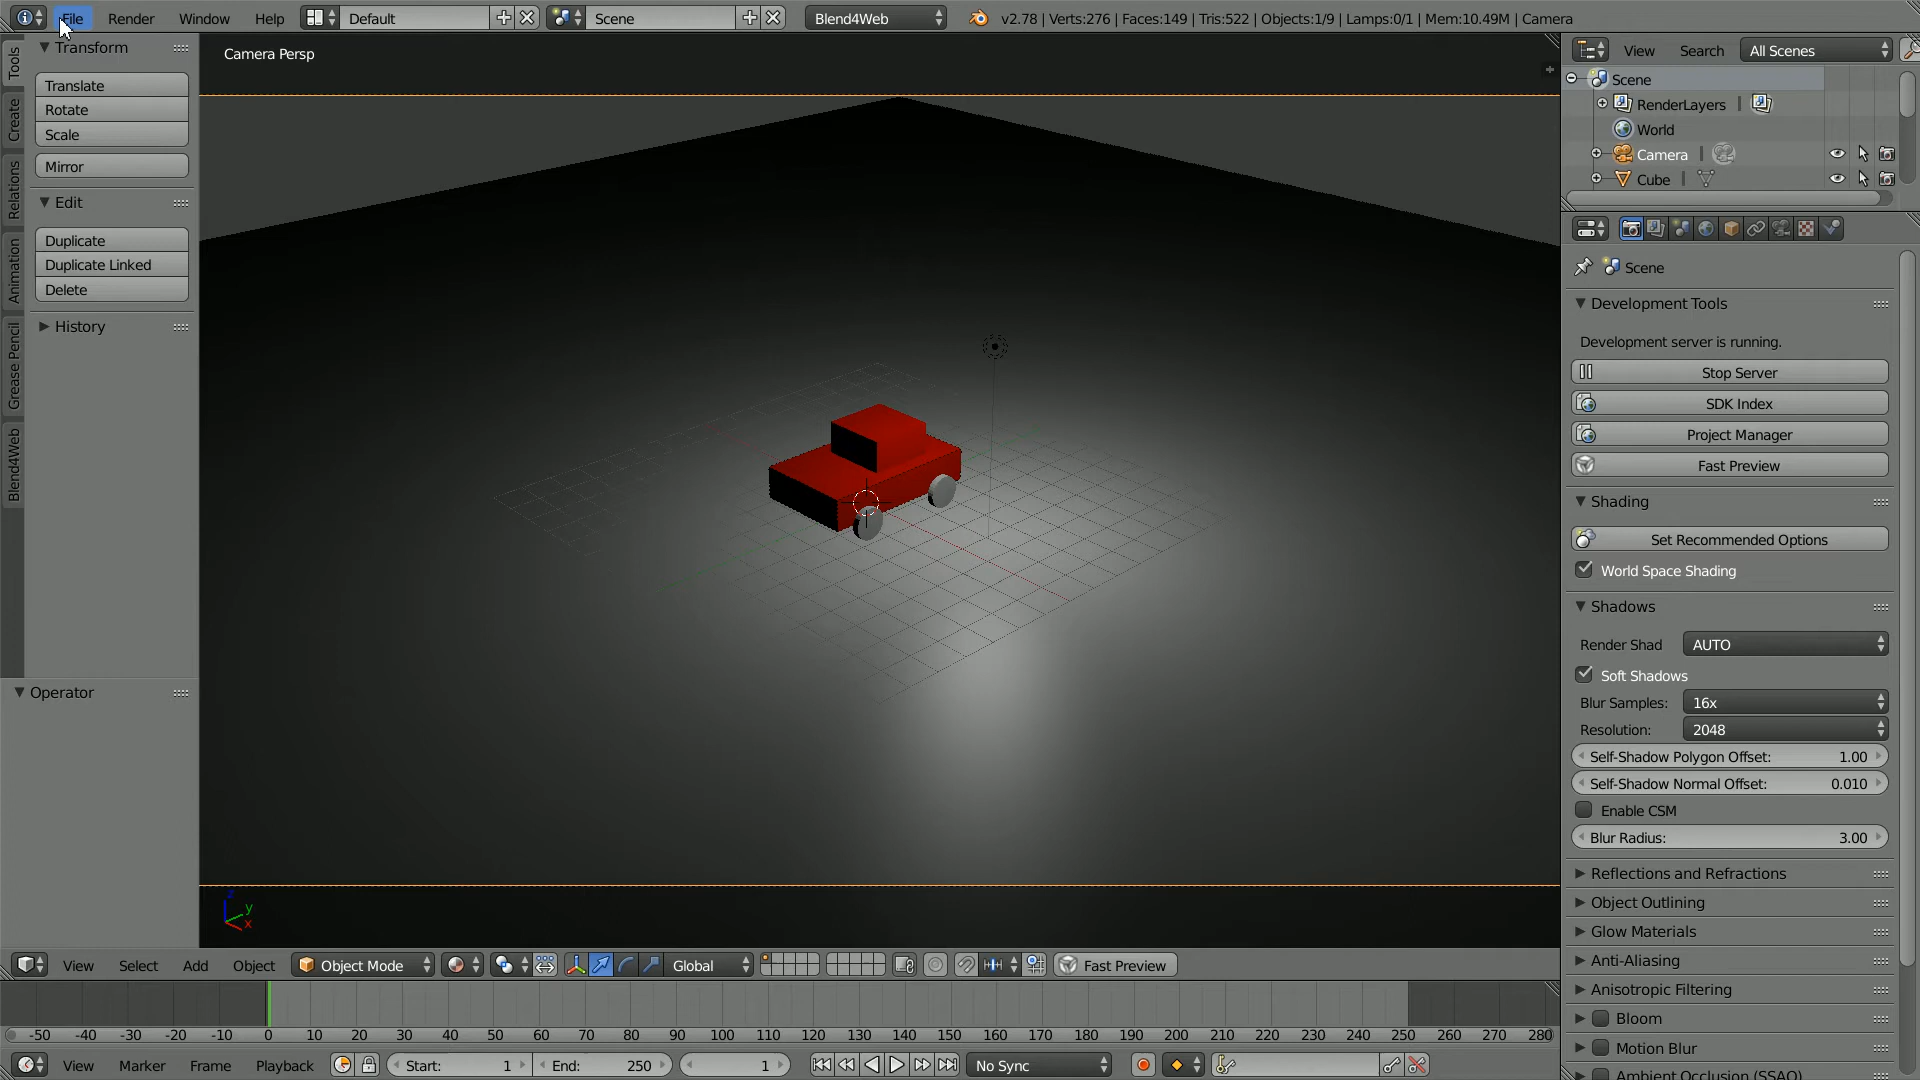 File Render Window Help Default Scene Blend4Web v2.78 | Verts:276 | Faces:149 | Tris:522 | Objects:1/9 | Lamps:0/1 | Mem:10.49M | Camera
Tools
Create
Relations
Animation
Grease Pencil
Blend4Web
Transform
Translate
Rotate
Scale
Mirror
Edit
Duplicate
Duplicate Linked
Delete
History
Operator
Camera Persp
z
y
x
View Search All Scenes
Scene
RenderLayers |
World
Camera |
Cube |
Scene
Development Tools
Development server is running.
Stop Server
SDK Index
Project Manager
Fast Preview
Shading
Set Recommended Options
World Space Shading
Shadows
Render Shad AUTO
Soft Shadows
Blur Samples: 16x
Resolution: 2048
Self-Shadow Polygon Offset: 1.00
Self-Shadow Normal Offset: 0.010
Enable CSM
Blur Radius: 3.00
Reflections and Refractions
Object Outlining
Glow Materials
Anti-Aliasing
Anisotropic Filtering
Bloom
Motion Blur
Ambient Occlusion (SSAO)
View Select Add Object Object Mode Global Fast Preview
-50 -40 -30 -20 -10 0 10 20 30 40 50 60 70 80 90 100 110 120 130 140 150 160 170 180 190 200 210 220 230 240 250 260 270 280
View Marker Frame Playback Start: 1 End: 250 1 No Sync